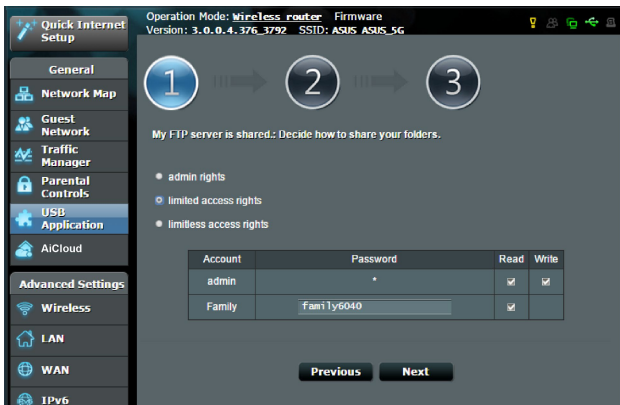 Quick Internet
Setup
General
Network Map
Guest
Network
Traffic
Manager
Parental
Controls
USB
Application
AiCloud
Advanced Settings
Wireless
LAN
WAN
IPv6
Operation Mode: Wireless router Firmware
Version: 3.0.0.4.376_3792 SSID: ASUS ASUS_5G
1 2 3
My FTP server is shared.: Decide how to share your folders.
admin rights
limited access rights
limitless access rights
Account Password Read Write
admin *
Family family6040
Previous Next